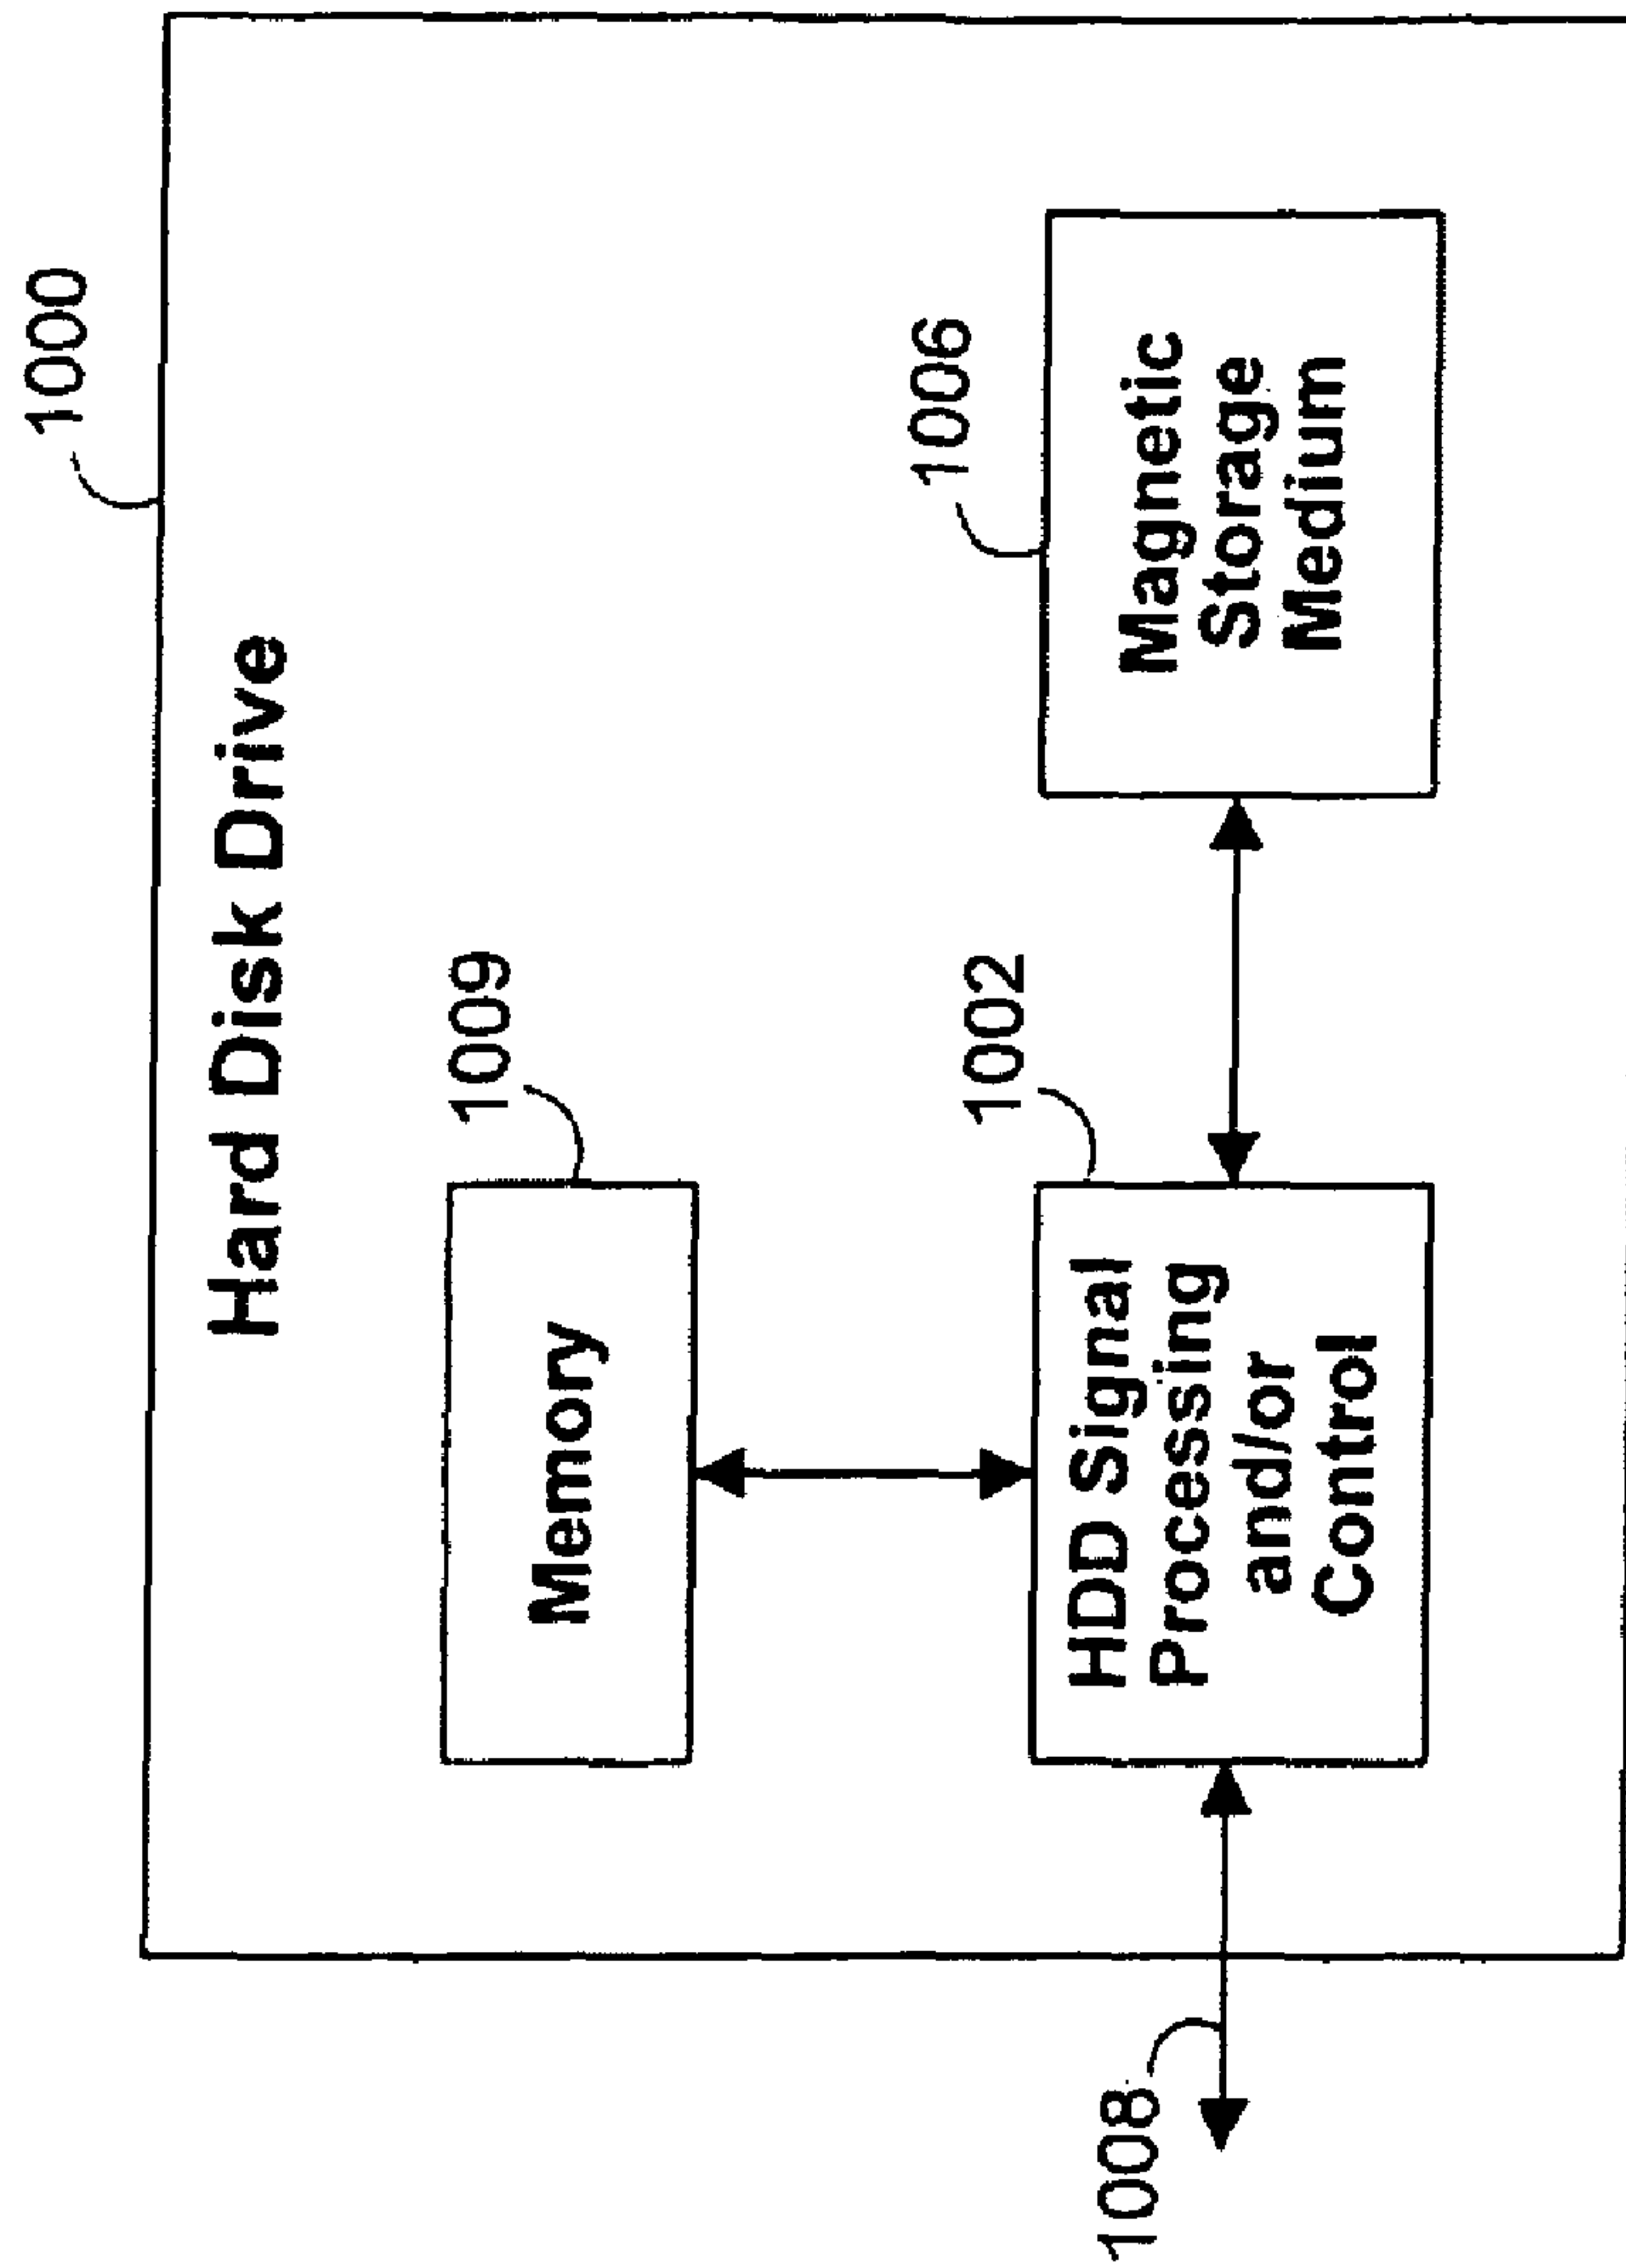 1000
Hard Disk Drive
1009
Memory
1002
HDD Signal
Processing
and/or
Control
1006
Magnetic
Storage
Medium
1008